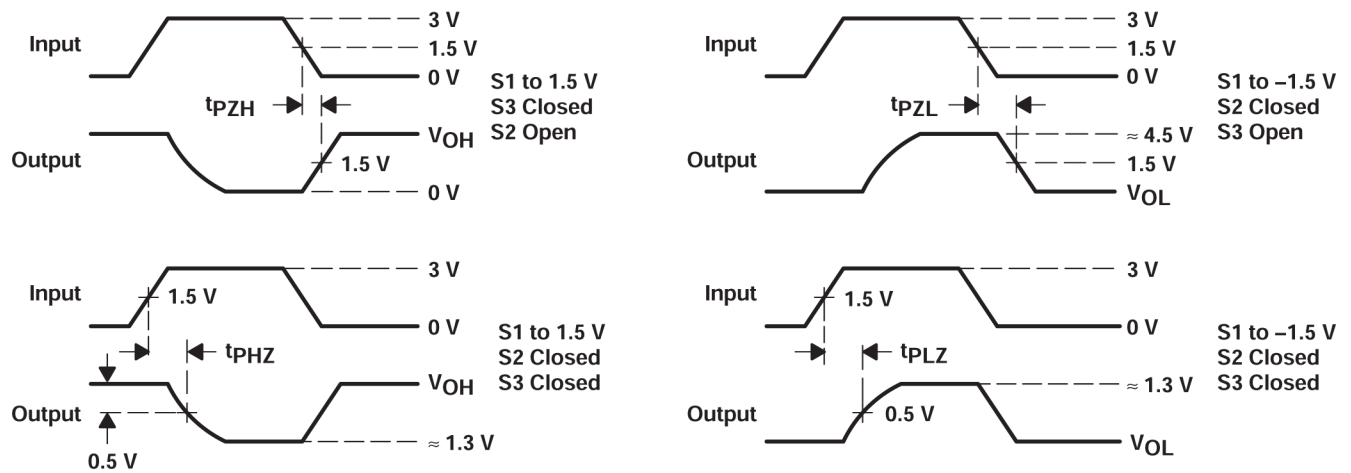 3 V
Input
1.5 V
0 V
S1 to 1.5 V
S3 Closed
S2 Open
tPZH
VOH
Output
1.5 V
0 V
3 V
Input
1.5 V
0 V
S1 to –1.5 V
S2 Closed
S3 Open
tPZL
≈ 4.5 V
Output
1.5 V
VOL
3 V
Input
1.5 V
0 V
S1 to 1.5 V
S2 Closed
S3 Closed
tPHZ
VOH
Output
0.5 V
≈ 1.3 V
3 V
Input
1.5 V
0 V
S1 to –1.5 V
S2 Closed
S3 Closed
tPLZ
≈ 1.3 V
Output
0.5 V
VOL